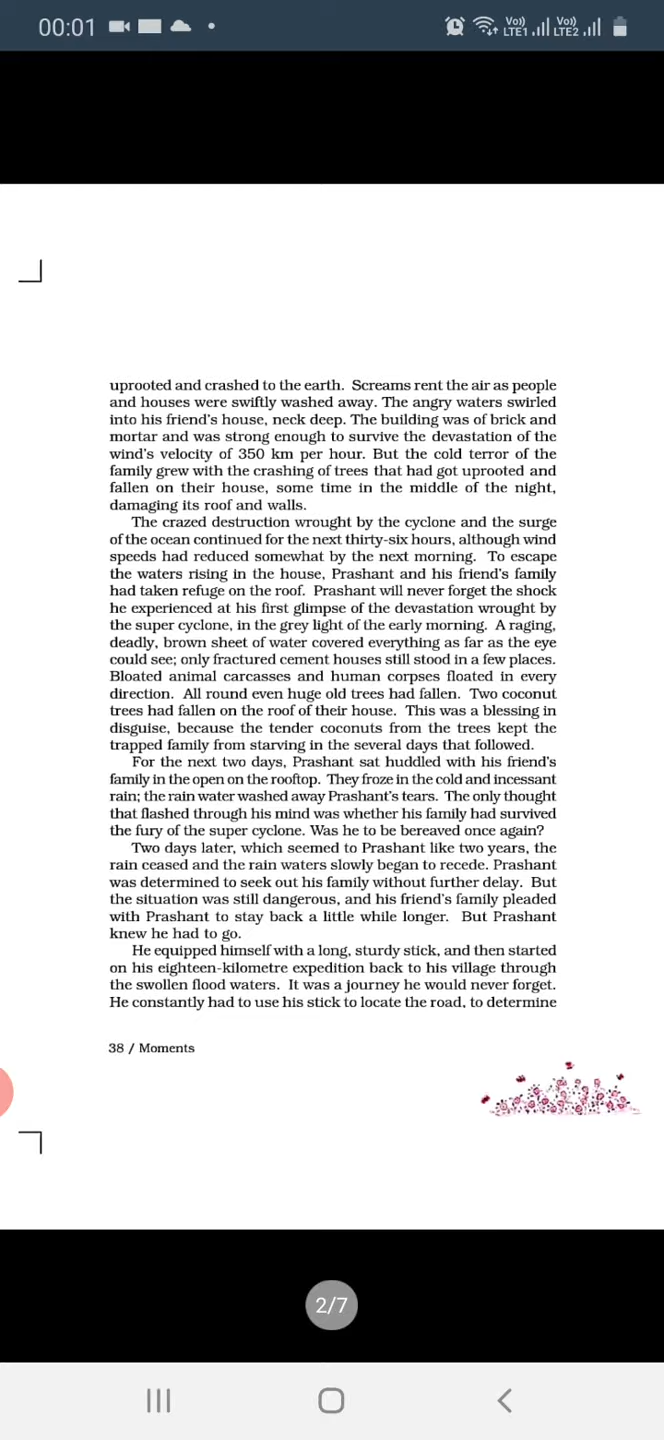 00:01
Vo)) LTE1 Vo)) LTE2
uprooted and crashed to the earth. Screams rent the air as people
and houses were swiftly washed away. The angry waters swirled
into his friend's house, neck deep. The building was of brick and
mortar and was strong enough to survive the devastation of the
wind's velocity of 350 km per hour. But the cold terror of the
family grew with the crashing of trees that had got uprooted and
fallen on their house, some time in the middle of the night,
damaging its roof and walls.
The crazed destruction wrought by the cyclone and the surge
of the ocean continued for the next thirty-six hours, although wind
speeds had reduced somewhat by the next morning. To escape
the waters rising in the house, Prashant and his friend's family
had taken refuge on the roof. Prashant will never forget the shock
he experienced at his first glimpse of the devastation wrought by
the super cyclone, in the grey light of the early morning. A raging,
deadly, brown sheet of water covered everything as far as the eye
could see; only fractured cement houses still stood in a few places.
Bloated animal carcasses and human corpses floated in every
direction. All round even huge old trees had fallen. Two coconut
trees had fallen on the roof of their house. This was a blessing in
disguise, because the tender coconuts from the trees kept the
trapped family from starving in the several days that followed.
For the next two days, Prashant sat huddled with his friend's
family in the open on the rooftop. They froze in the cold and incessant
rain; the rain water washed away Prashant's tears. The only thought
that flashed through his mind was whether his family had survived
the fury of the super cyclone. Was he to be bereaved once again?
Two days later, which seemed to Prashant like two years, the
rain ceased and the rain waters slowly began to recede. Prashant
was determined to seek out his family without further delay. But
the situation was still dangerous, and his friend's family pleaded
with Prashant to stay back a little while longer. But Prashant
knew he had to go.
He equipped himself with a long, sturdy stick, and then started
on his eighteen-kilometre expedition back to his village through
the swollen flood waters. It was a journey he would never forget.
He constantly had to use his stick to locate the road, to determine
38 / Moments
2/7